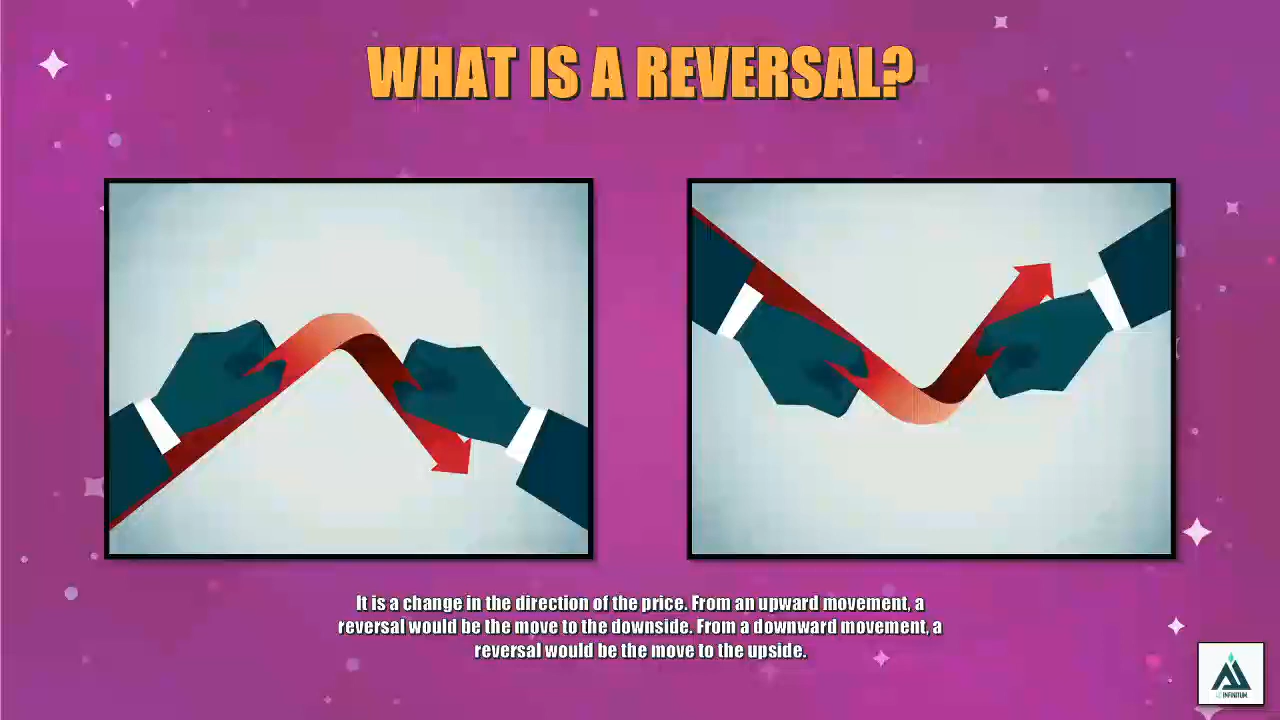 WHAT IS A REVERSAL?
It is a change in the direction of the price. From an upward movement, a
reversal would be the move to the downside. From a downward movement, a
reversal would be the move to the upside.
INFINITUM